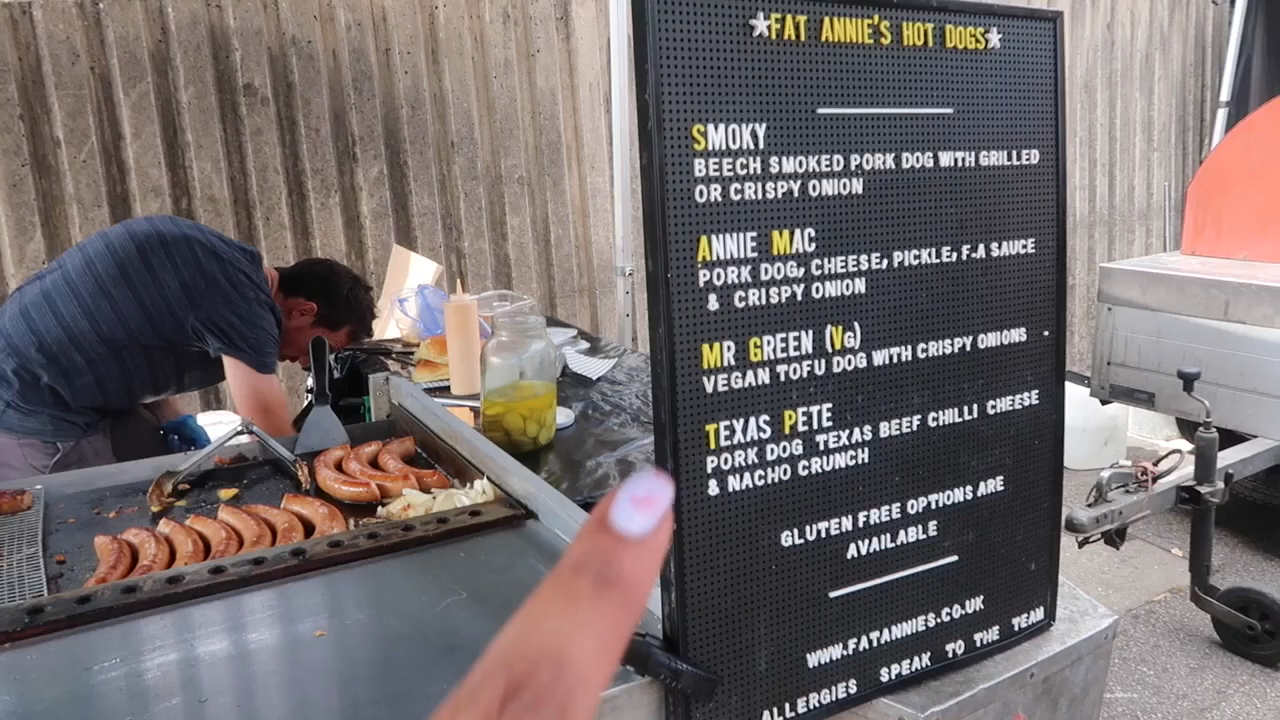 FAT ANNIE'S HOT DOGS
SMOKY
BEECH SMOKED PORK DOG WITH GRILLED
OR CRISPY ONION
ANNIE MAC
PORK DOG, CHEESE, PICKLE, F-A SAUCE
& CRISPY ONION
MR GREEN (VG)
VEGAN TOFU DOG WITH CRISPY ONIONS
TEXAS PETE
PORK DOG TEXAS BEEF CHILLI CHEESE
& NACHO CRUNCH
GLUTEN FREE OPTIONS ARE
AVAILABLE
WWW.FATANNIES.CO.UK
ALLERGIES SPEAK TO THE TEAM